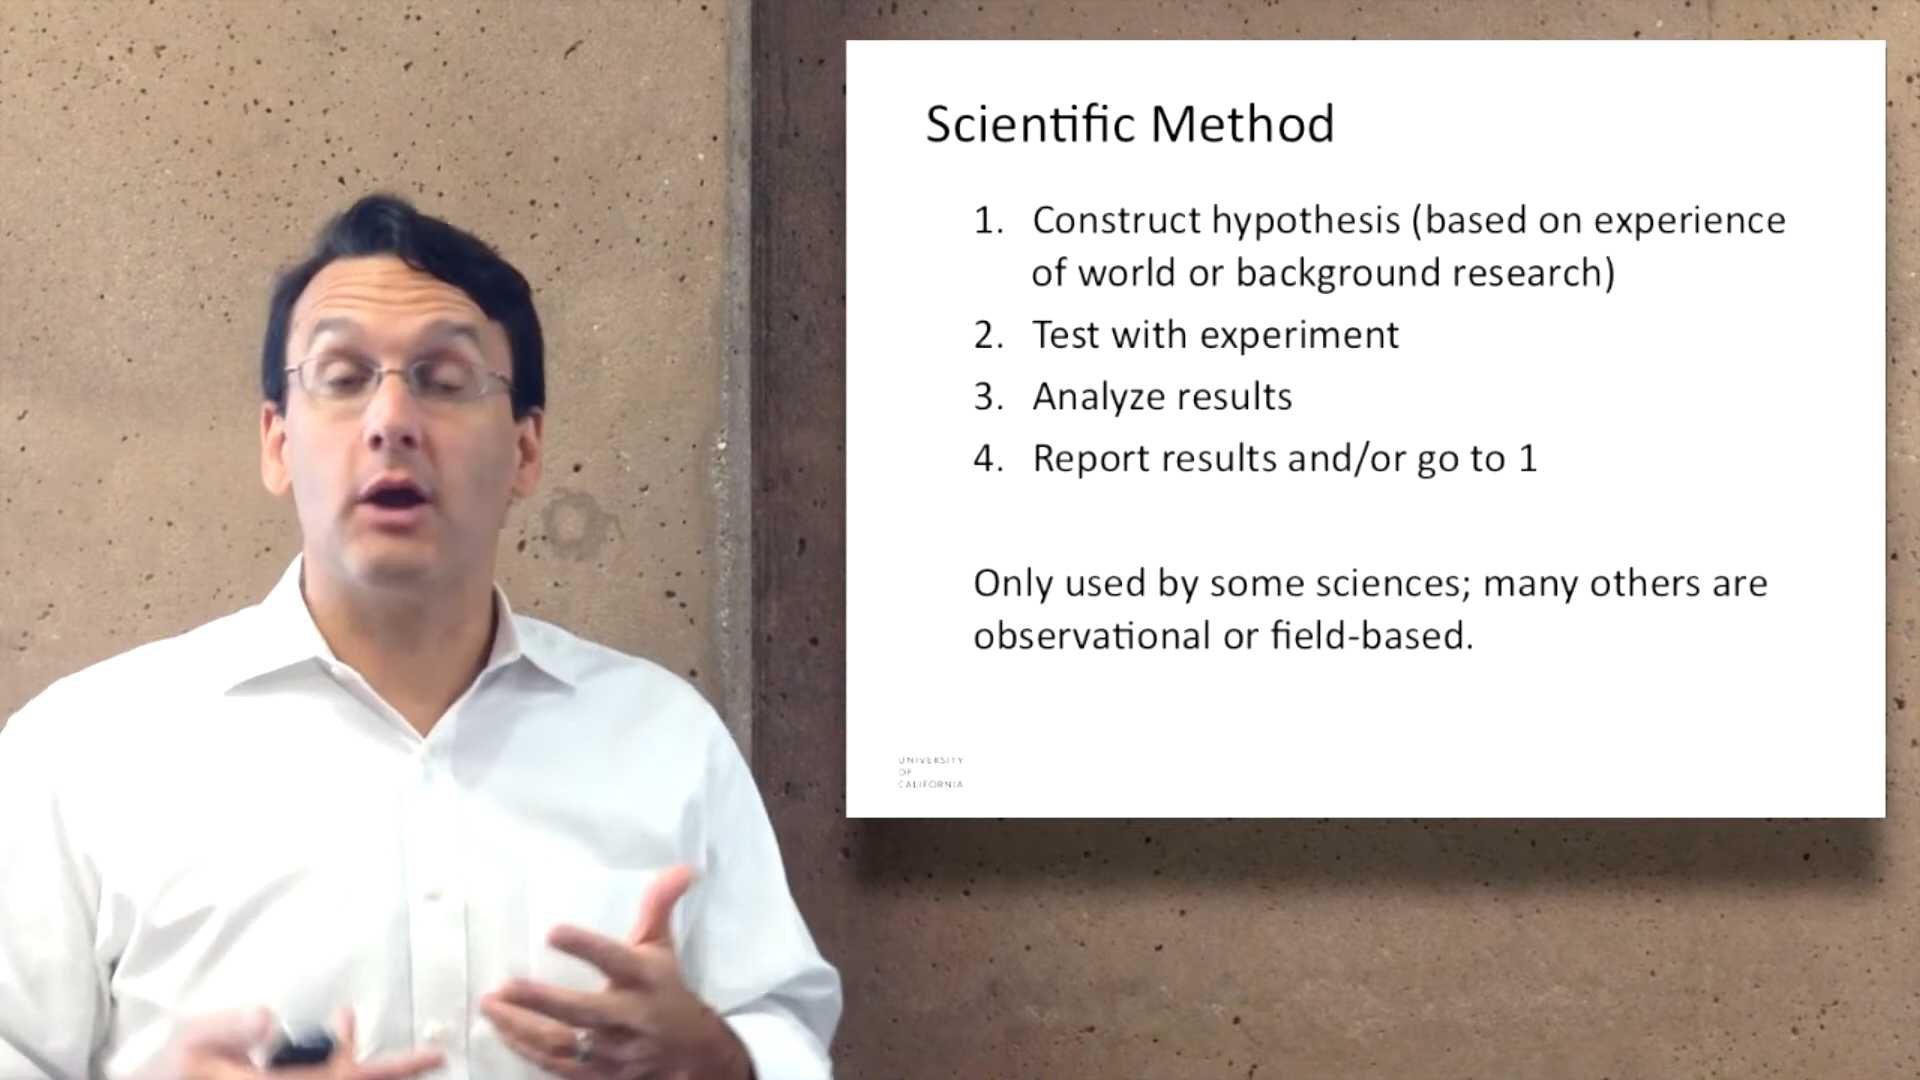 Scientific Method
1. Construct hypothesis (based on experience
of world or background research)
2. Test with experiment
3. Analyze results
4. Report results and/or go to 1
Only used by some sciences; many others are
observational or field-based.
UNIVERSITY
OF
CALIFORNIA